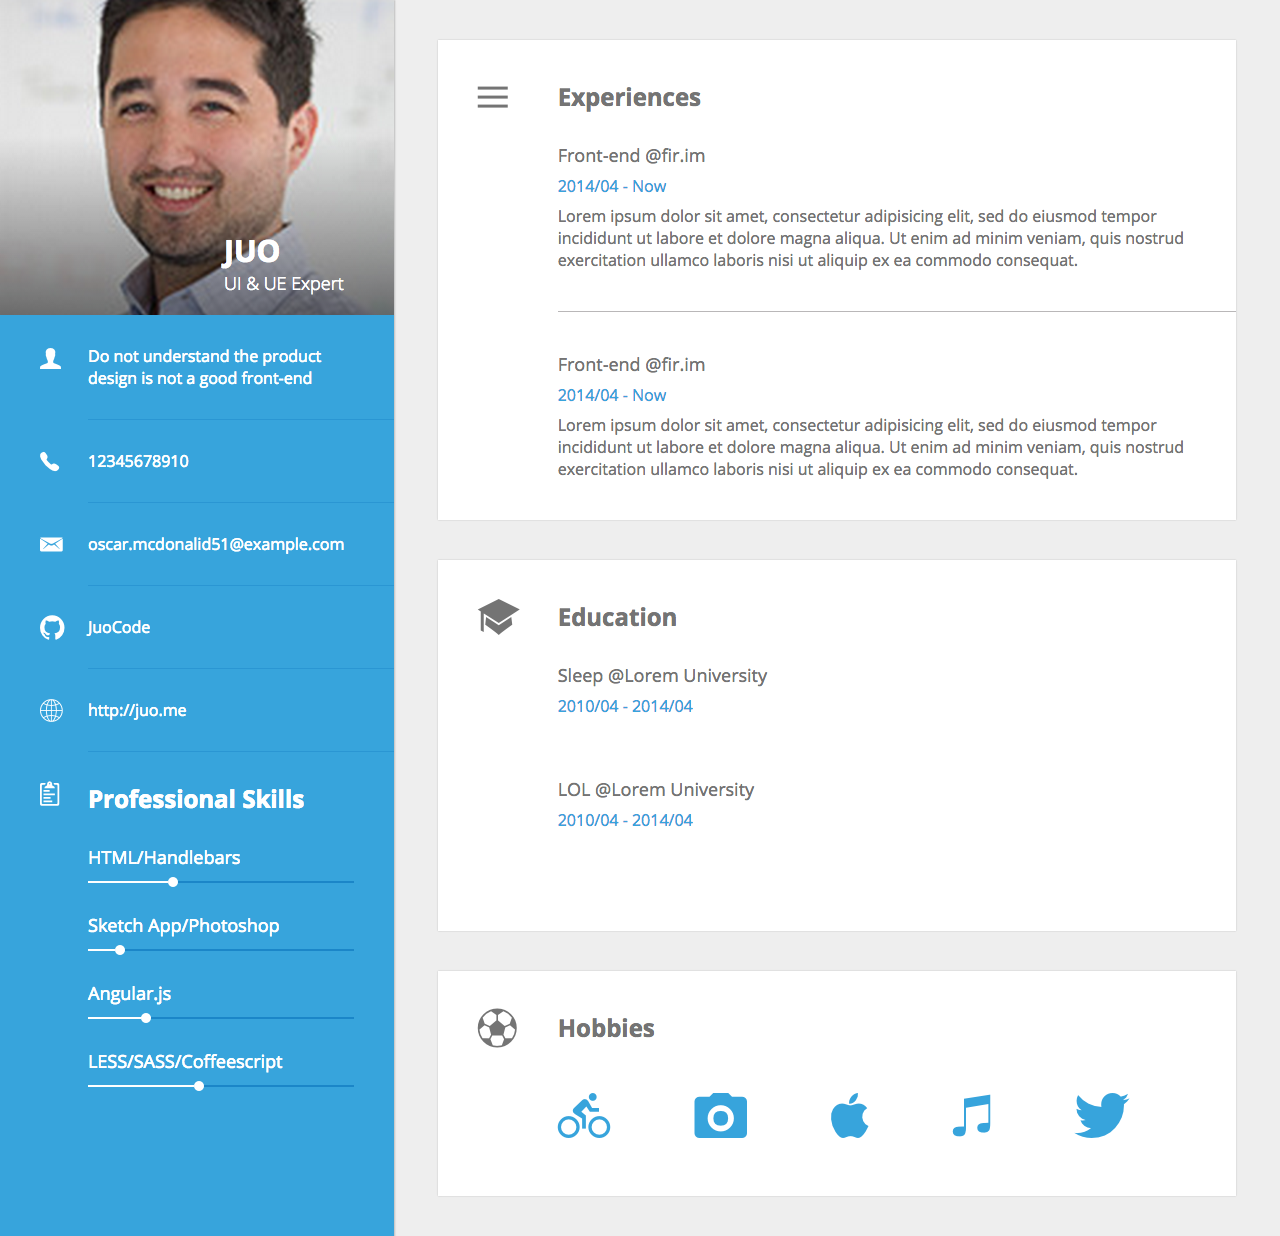 JUO
UI & UE Expert
Do not understand the product
design is not a good front-end
12345678910
oscar.mcdonalid51@example.com
JuoCode
http://juo.me
Professional Skills
HTML/Handlebars
Sketch App/Photoshop
Angular.js
LESS/SASS/Coffeescript
Experiences
Front-end @fir.im
2014/04 - Now
Lorem ipsum dolor sit amet, consectetur adipisicing elit, sed do eiusmod tempor
incididunt ut labore et dolore magna aliqua. Ut enim ad minim veniam, quis nostrud
exercitation ullamco laboris nisi ut aliquip ex ea commodo consequat.
Front-end @fir.im
2014/04 - Now
Lorem ipsum dolor sit amet, consectetur adipisicing elit, sed do eiusmod tempor
incididunt ut labore et dolore magna aliqua. Ut enim ad minim veniam, quis nostrud
exercitation ullamco laboris nisi ut aliquip ex ea commodo consequat.
Education
Sleep @Lorem University
2010/04 - 2014/04
LOL @Lorem University
2010/04 - 2014/04
Hobbies